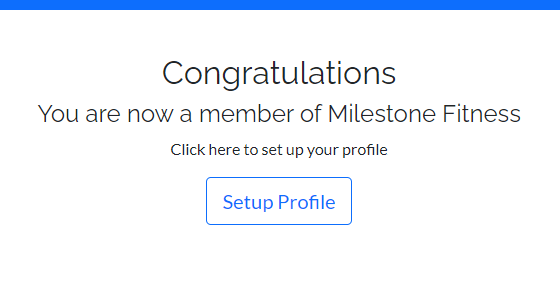 Congratulations
You are now a member of Milestone Fitness
Click here to set up your profile
Setup Profile